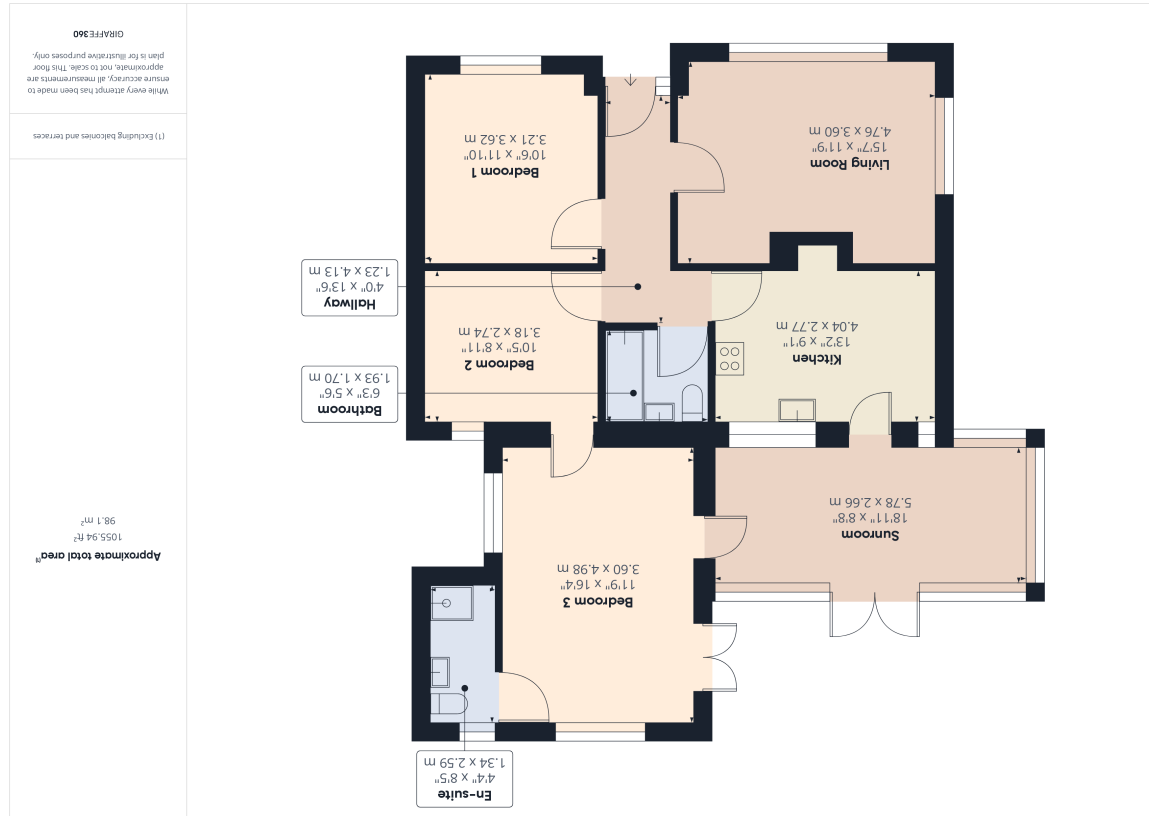 En-suite
4'4" x 8'5"
1.34 x 2.59 m
Bedroom 3
11'9" x 16'4"
3.60 x 4.98 m
Sunroom
18'11" x 8'8"
5.78 x 2.66 m
Bathroom
6'3" x 5'6"
1.93 x 1.70 m
Kitchen
13'2" x 9'1"
4.04 x 2.77 m
Bedroom 2
10'5" x 8'11"
3.18 x 2.74 m
Hallway
4'0" x 13'6"
1.23 x 4.13 m
Living Room
15'7" x 11'9"
4.76 x 3.60 m
Bedroom 1
10'6" x 11'10"
3.21 x 3.62 m
Approximate total area(1)
1055.94 ft²
98.1 m²
(1) Excluding balconies and terraces
While every attempt has been made to
ensure accuracy, all measurements are
approximate, not to scale. This floor
plan is for illustrative purposes only.
GIRAFFE360